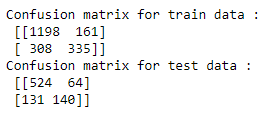 Confusion matrix for train data :
[[1198  161]
 [ 308  335]]
Confusion matrix for test data :
[[524  64]
 [131 140]]